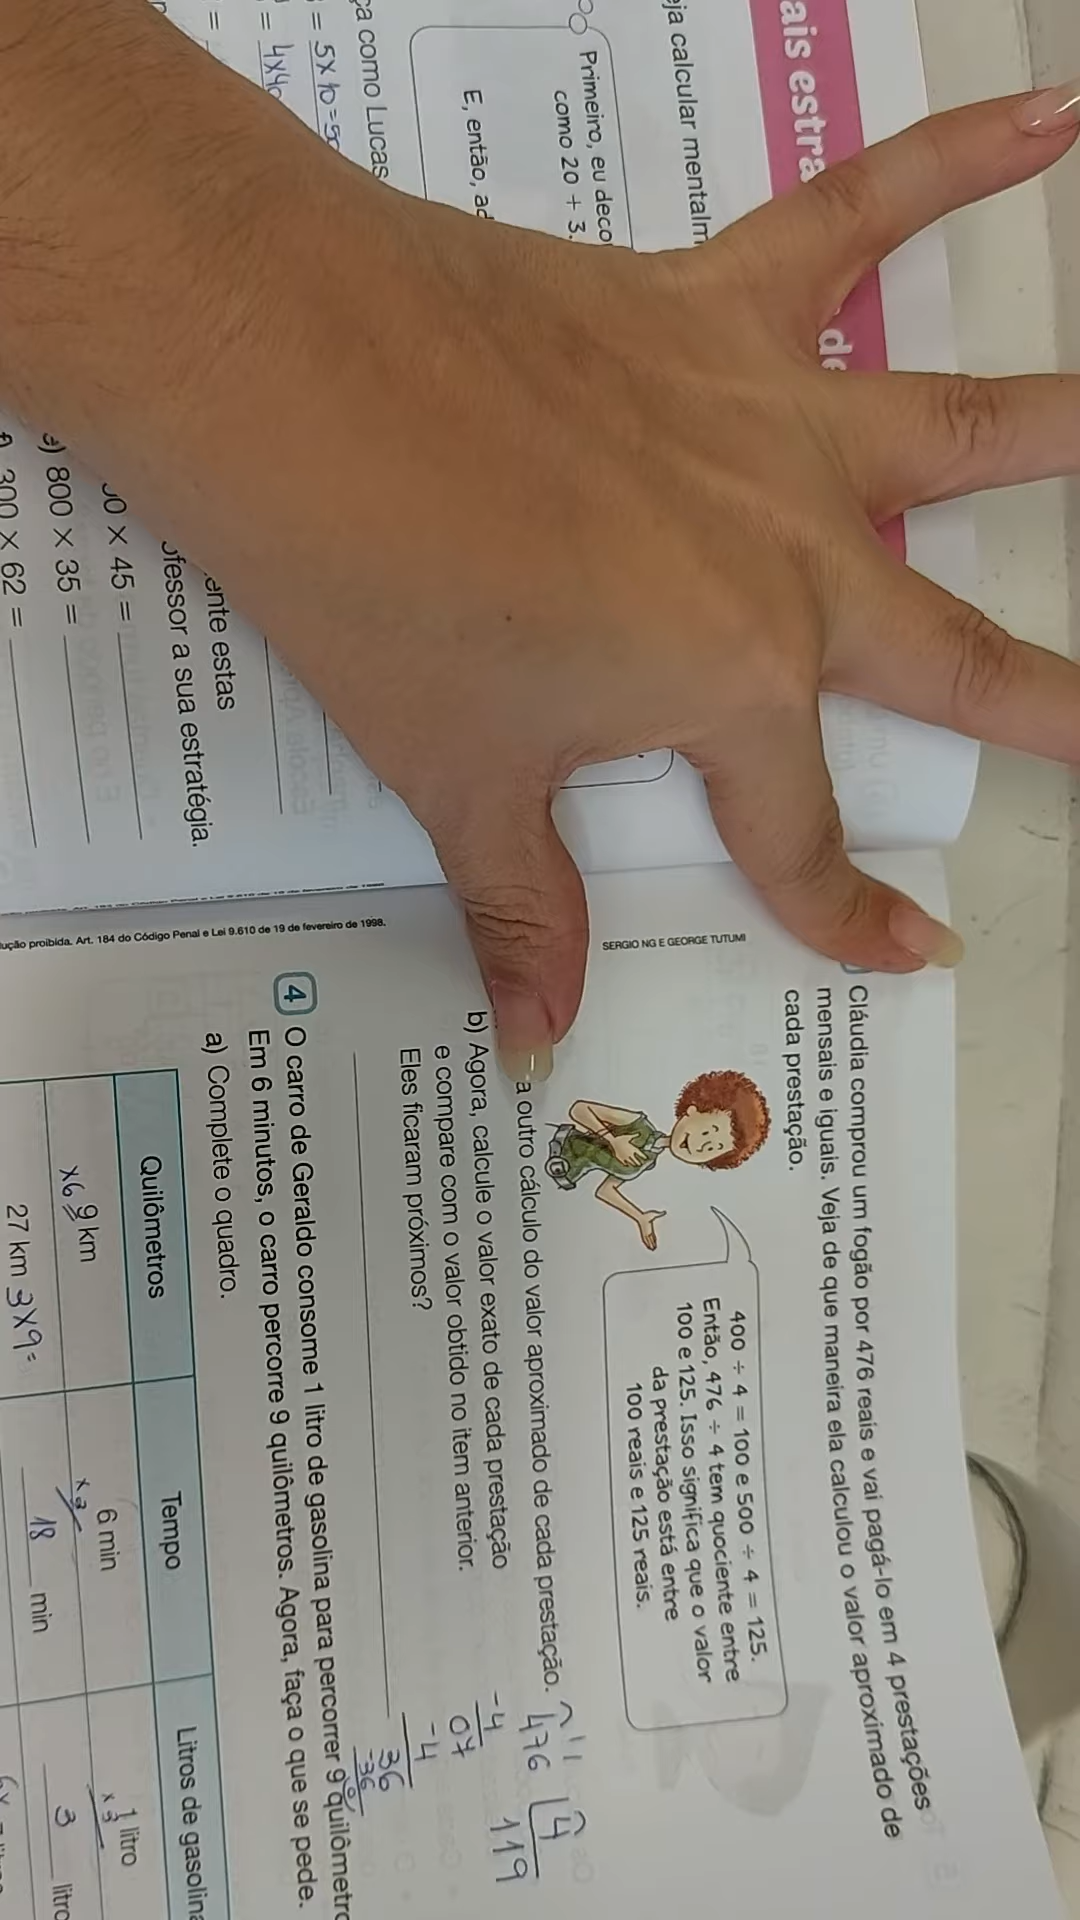 ais estra
de
eja calcular mentalm
Primeiro, eu deco
como 20 + 3.
E, então, ad
ça como Lucas
= 5x10=50
= 4x40
ente estas
ofessor a sua estratégia.
00 × 45 =
e) 800 × 35 =
f) 300 × 62 =
ução proibida. Art. 184 do Código Penal e Lei 9.610 de 19 de fevereiro de 1998.
SERGIO NG E GEORGE TUTUMI
Cláudia comprou um fogão por 476 reais e vai pagá-lo em 4 prestações
mensais e iguais. Veja de que maneira ela calculou o valor aproximado de
cada prestação.
400 ÷ 4 = 100 e 500 ÷ 4 = 125.
Então, 476 ÷ 4 tem quociente entre
100 e 125. Isso significa que o valor
da prestação está entre
100 reais e 125 reais.
a outro cálculo do valor aproximado de cada prestação.
b) Agora, calcule o valor exato de cada prestação
e compare com o valor obtido no item anterior.
Eles ficaram próximos?
476 4
-4 119
07
-4
36
-36
0
4 O carro de Geraldo consome 1 litro de gasolina para percorrer 9 quilômetro
Em 6 minutos, o carro percorre 9 quilômetros. Agora, faça o que se pede.
a) Complete o quadro.
Quilômetros Tempo Litros de gasolina
9 km 6 min 1 litro
x3 x3
27 km 3x9= 18 min 3 litro